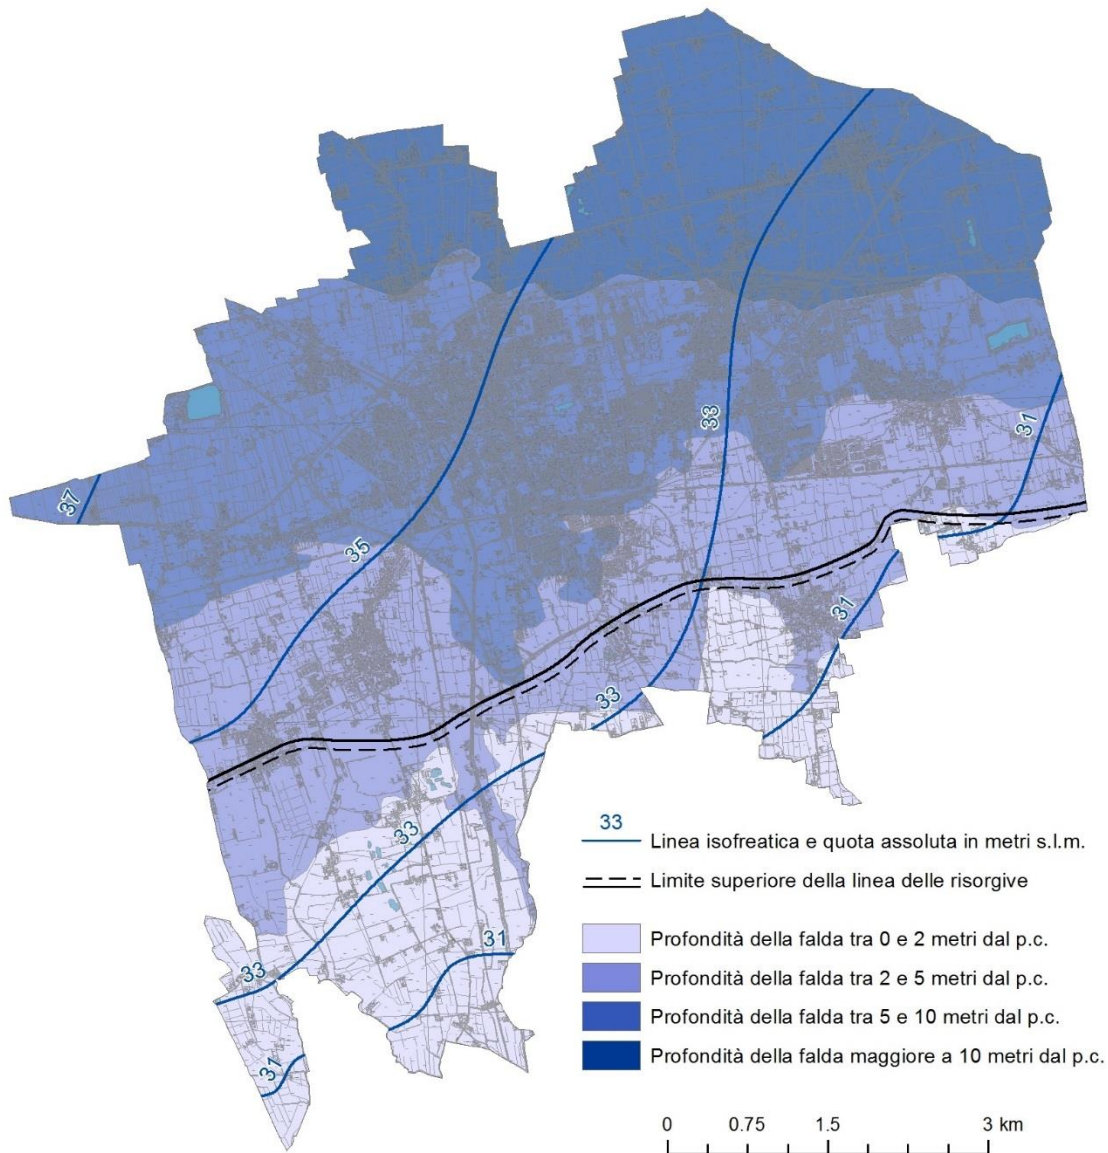 33
31
37
35
31
33
33
31
33
31
33
Linea isofreatica e quota assoluta in metri s.l.m.
Limite superiore della linea delle risorgive
Profondità della falda tra 0 e 2 metri dal p.c.
Profondità della falda tra 2 e 5 metri dal p.c.
Profondità della falda tra 5 e 10 metri dal p.c.
Profondità della falda maggiore a 10 metri dal p.c.
0 0.75 1.5 3 km